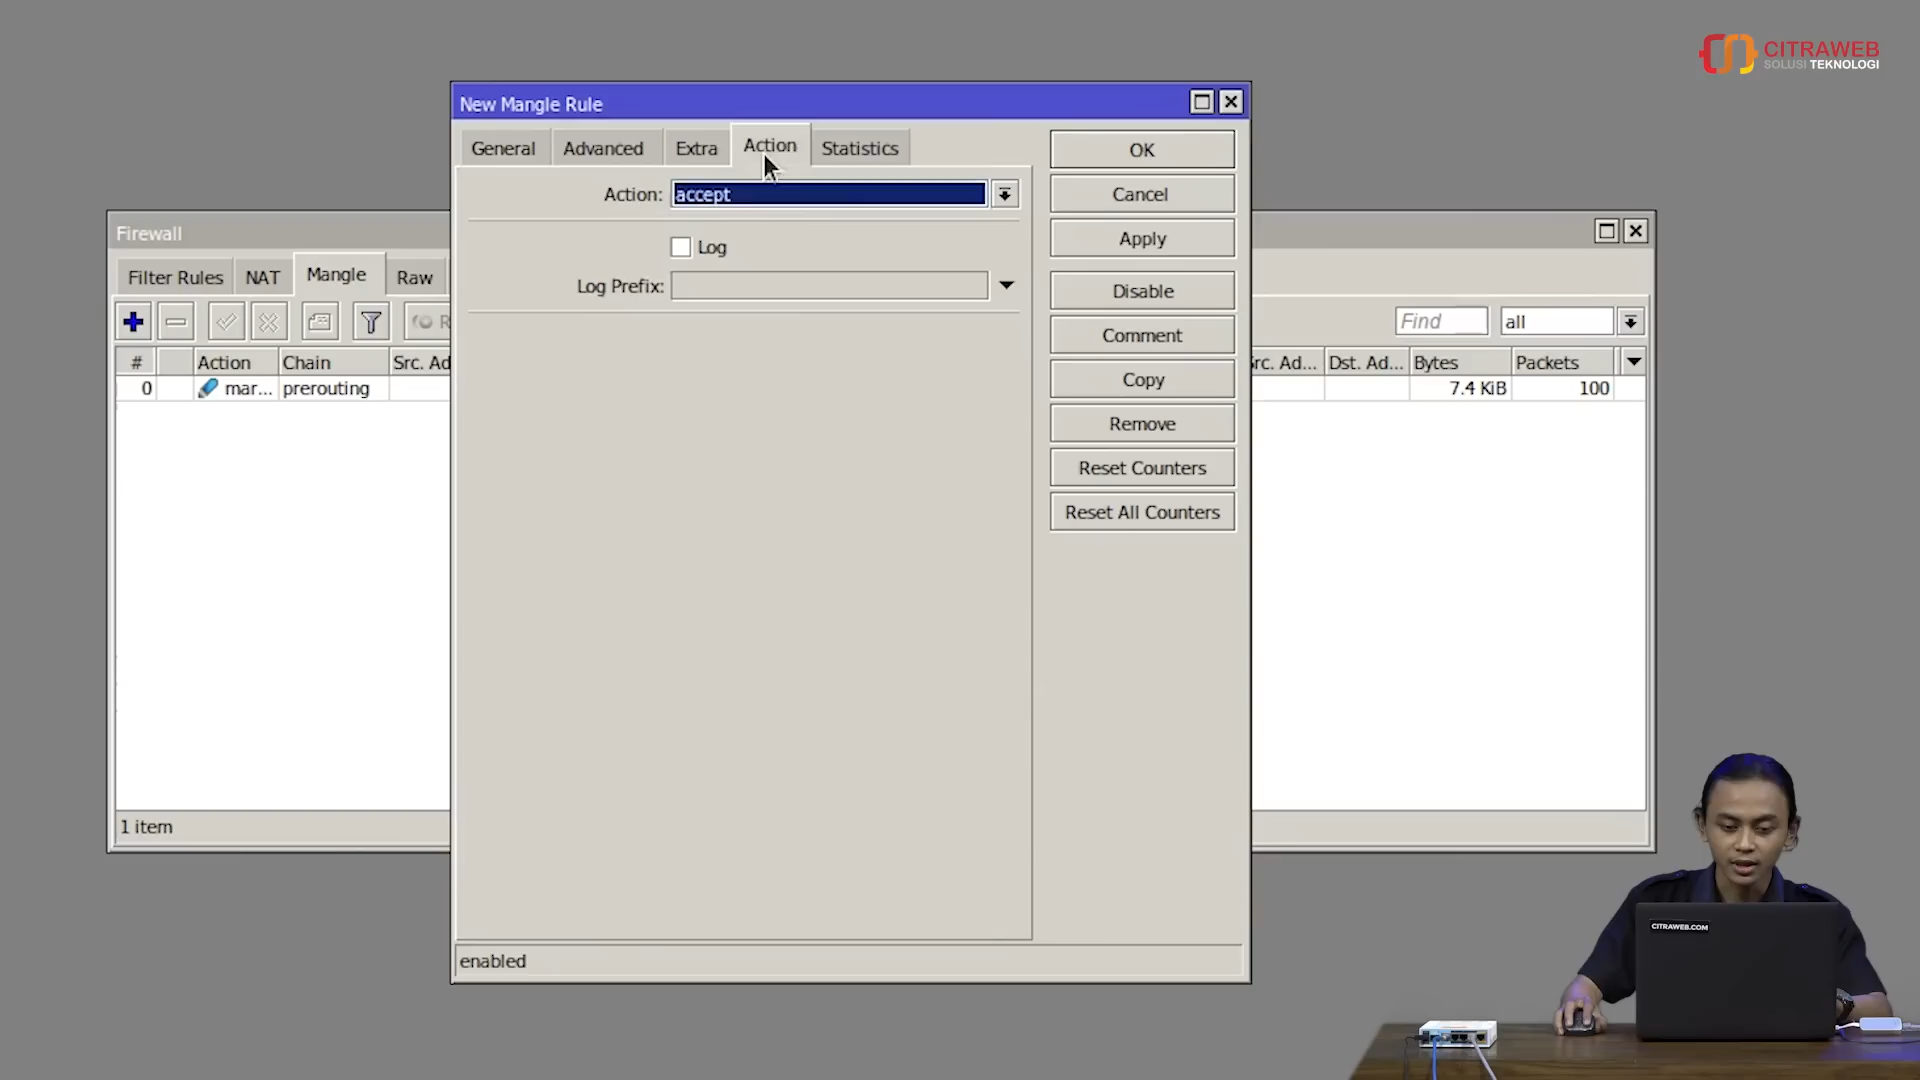 CITRAWEB
SOLUSI TEKNOLOGI
New Mangle Rule
General Advanced Extra Action Statistics
Action: accept
Log
Log Prefix:
OK
Cancel
Apply
Disable
Comment
Copy
Remove
Reset Counters
Reset All Counters
enabled
Firewall
Filter Rules NAT Mangle Raw
Find all
# Action Chain Src. Ad
Src. Ad... Dst. Ad... Bytes Packets
0 mar... prerouting 7.4 KiB 100
1 item
CITRAWEB.COM